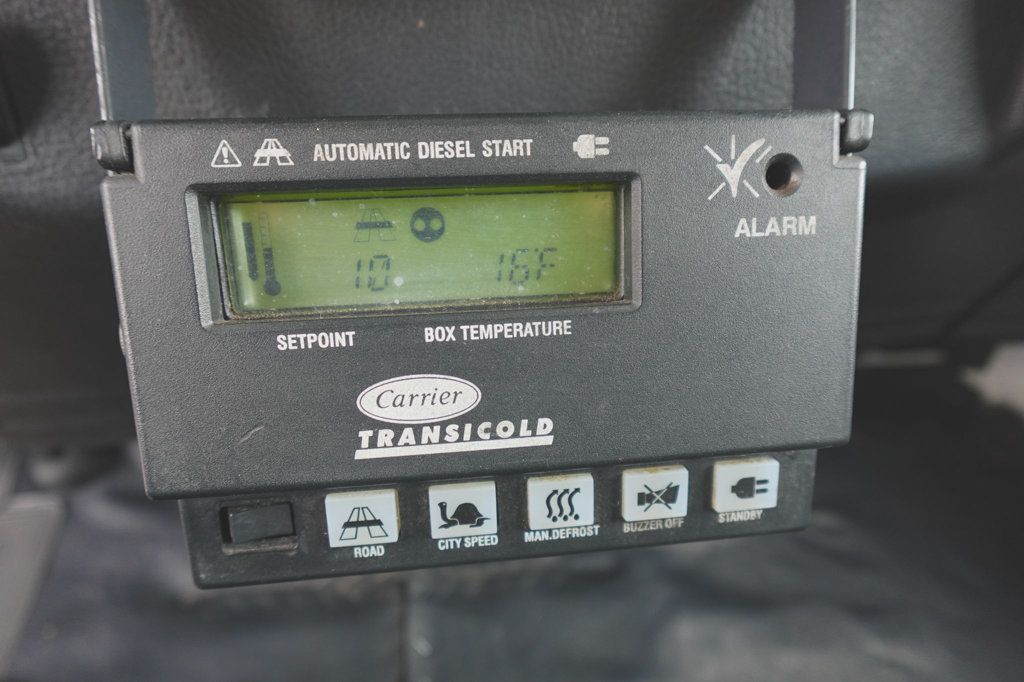 AUTOMATIC DIESEL START
ALARM
10 16F
SETPOINT BOX TEMPERATURE
Carrier
TRANSICOLD
ROAD CITY SPEED MAN.DEFROST BUZZER OFF STANDBY